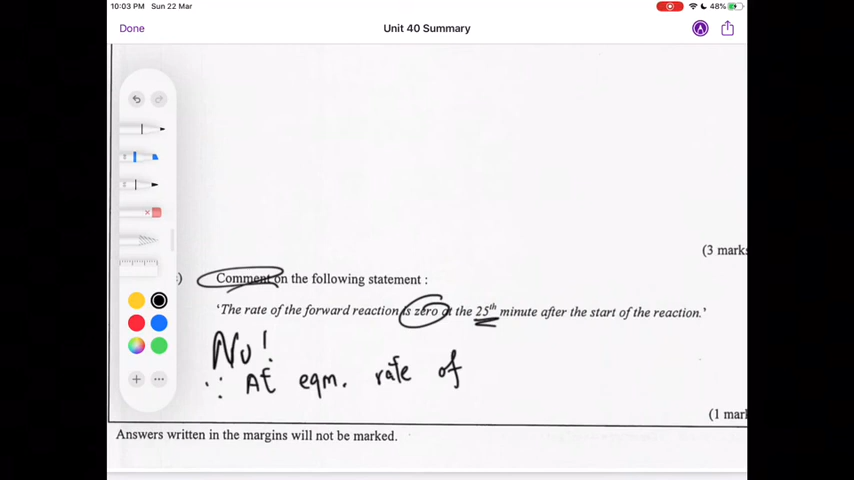 10:03 PM Sun 22 Mar 48%
Done Unit 40 Summary
(3 marks
:) Comment on the following statement :
‘The rate of the forward reaction is zero at the 25th minute after the start of the reaction.’
No!
∵ At eqm. rate of
(1 mark
Answers written in the margins will not be marked.